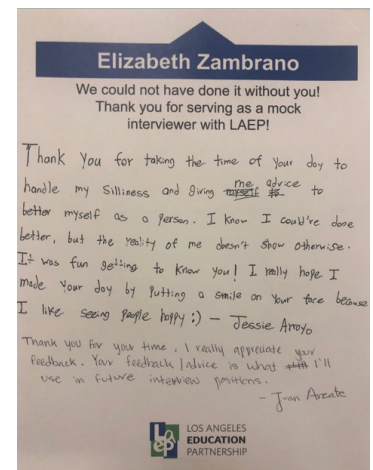 Elizabeth Zambrano
We could not have done it without you!
Thank you for serving as a mock
interviewer with LAEP!
Thank You for taking the time of Your day to
handle my Silliness and giving me advice to
better myself as a person. I know I could've done
better, but the reality of me doesn't show otherwise.
It was fun getting to know you! I really hope I
made your day by Putting a smile on Your face because
I like seeing people happy :) – Jessie Arroyo
Thank you for your time, I really appreciate your
feedback. Your feedback/advice is what I'll
use in future interview positions.
- Juan
LOS ANGELES
EDUCATION
PARTNERSHIP